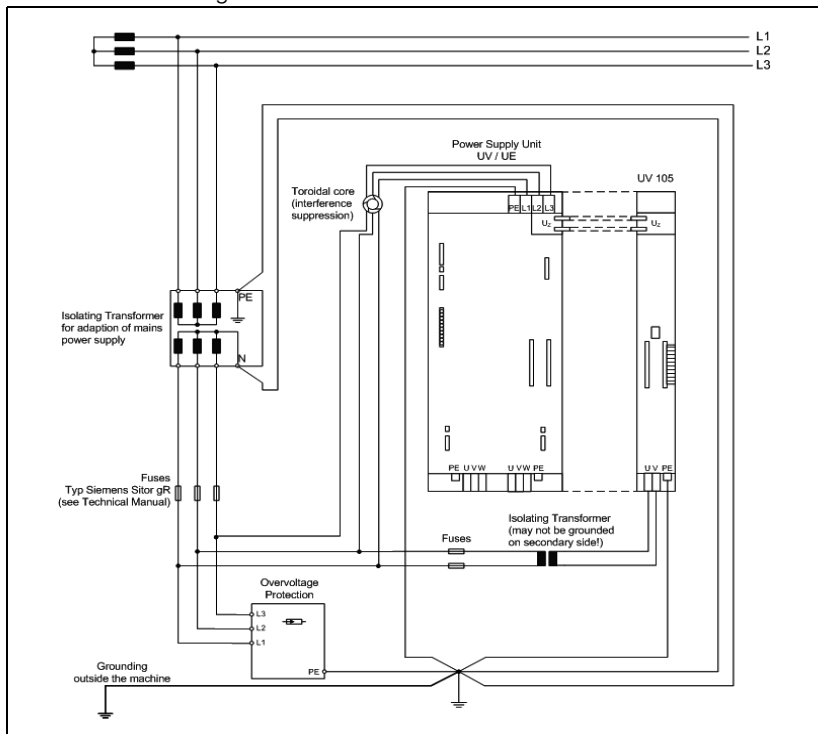 L1
L2
L3
Power Supply Unit
UV / UE
UV 105
Toroidal core
(interference
suppression)
PE L1 L2 L3
Uz
Uz
PE
Isolating Transformer
for adaption of mains
power supply
N
PE U V W
U V W PE
U V PE
Fuses
Typ Siemens Sitor gR
(see Technical Manual)
Isolating Transformer
(may not be grounded
on secondary side!)
Fuses
Overvoltage
Protection
L3
L2
L1
PE
Grounding
outside the machine